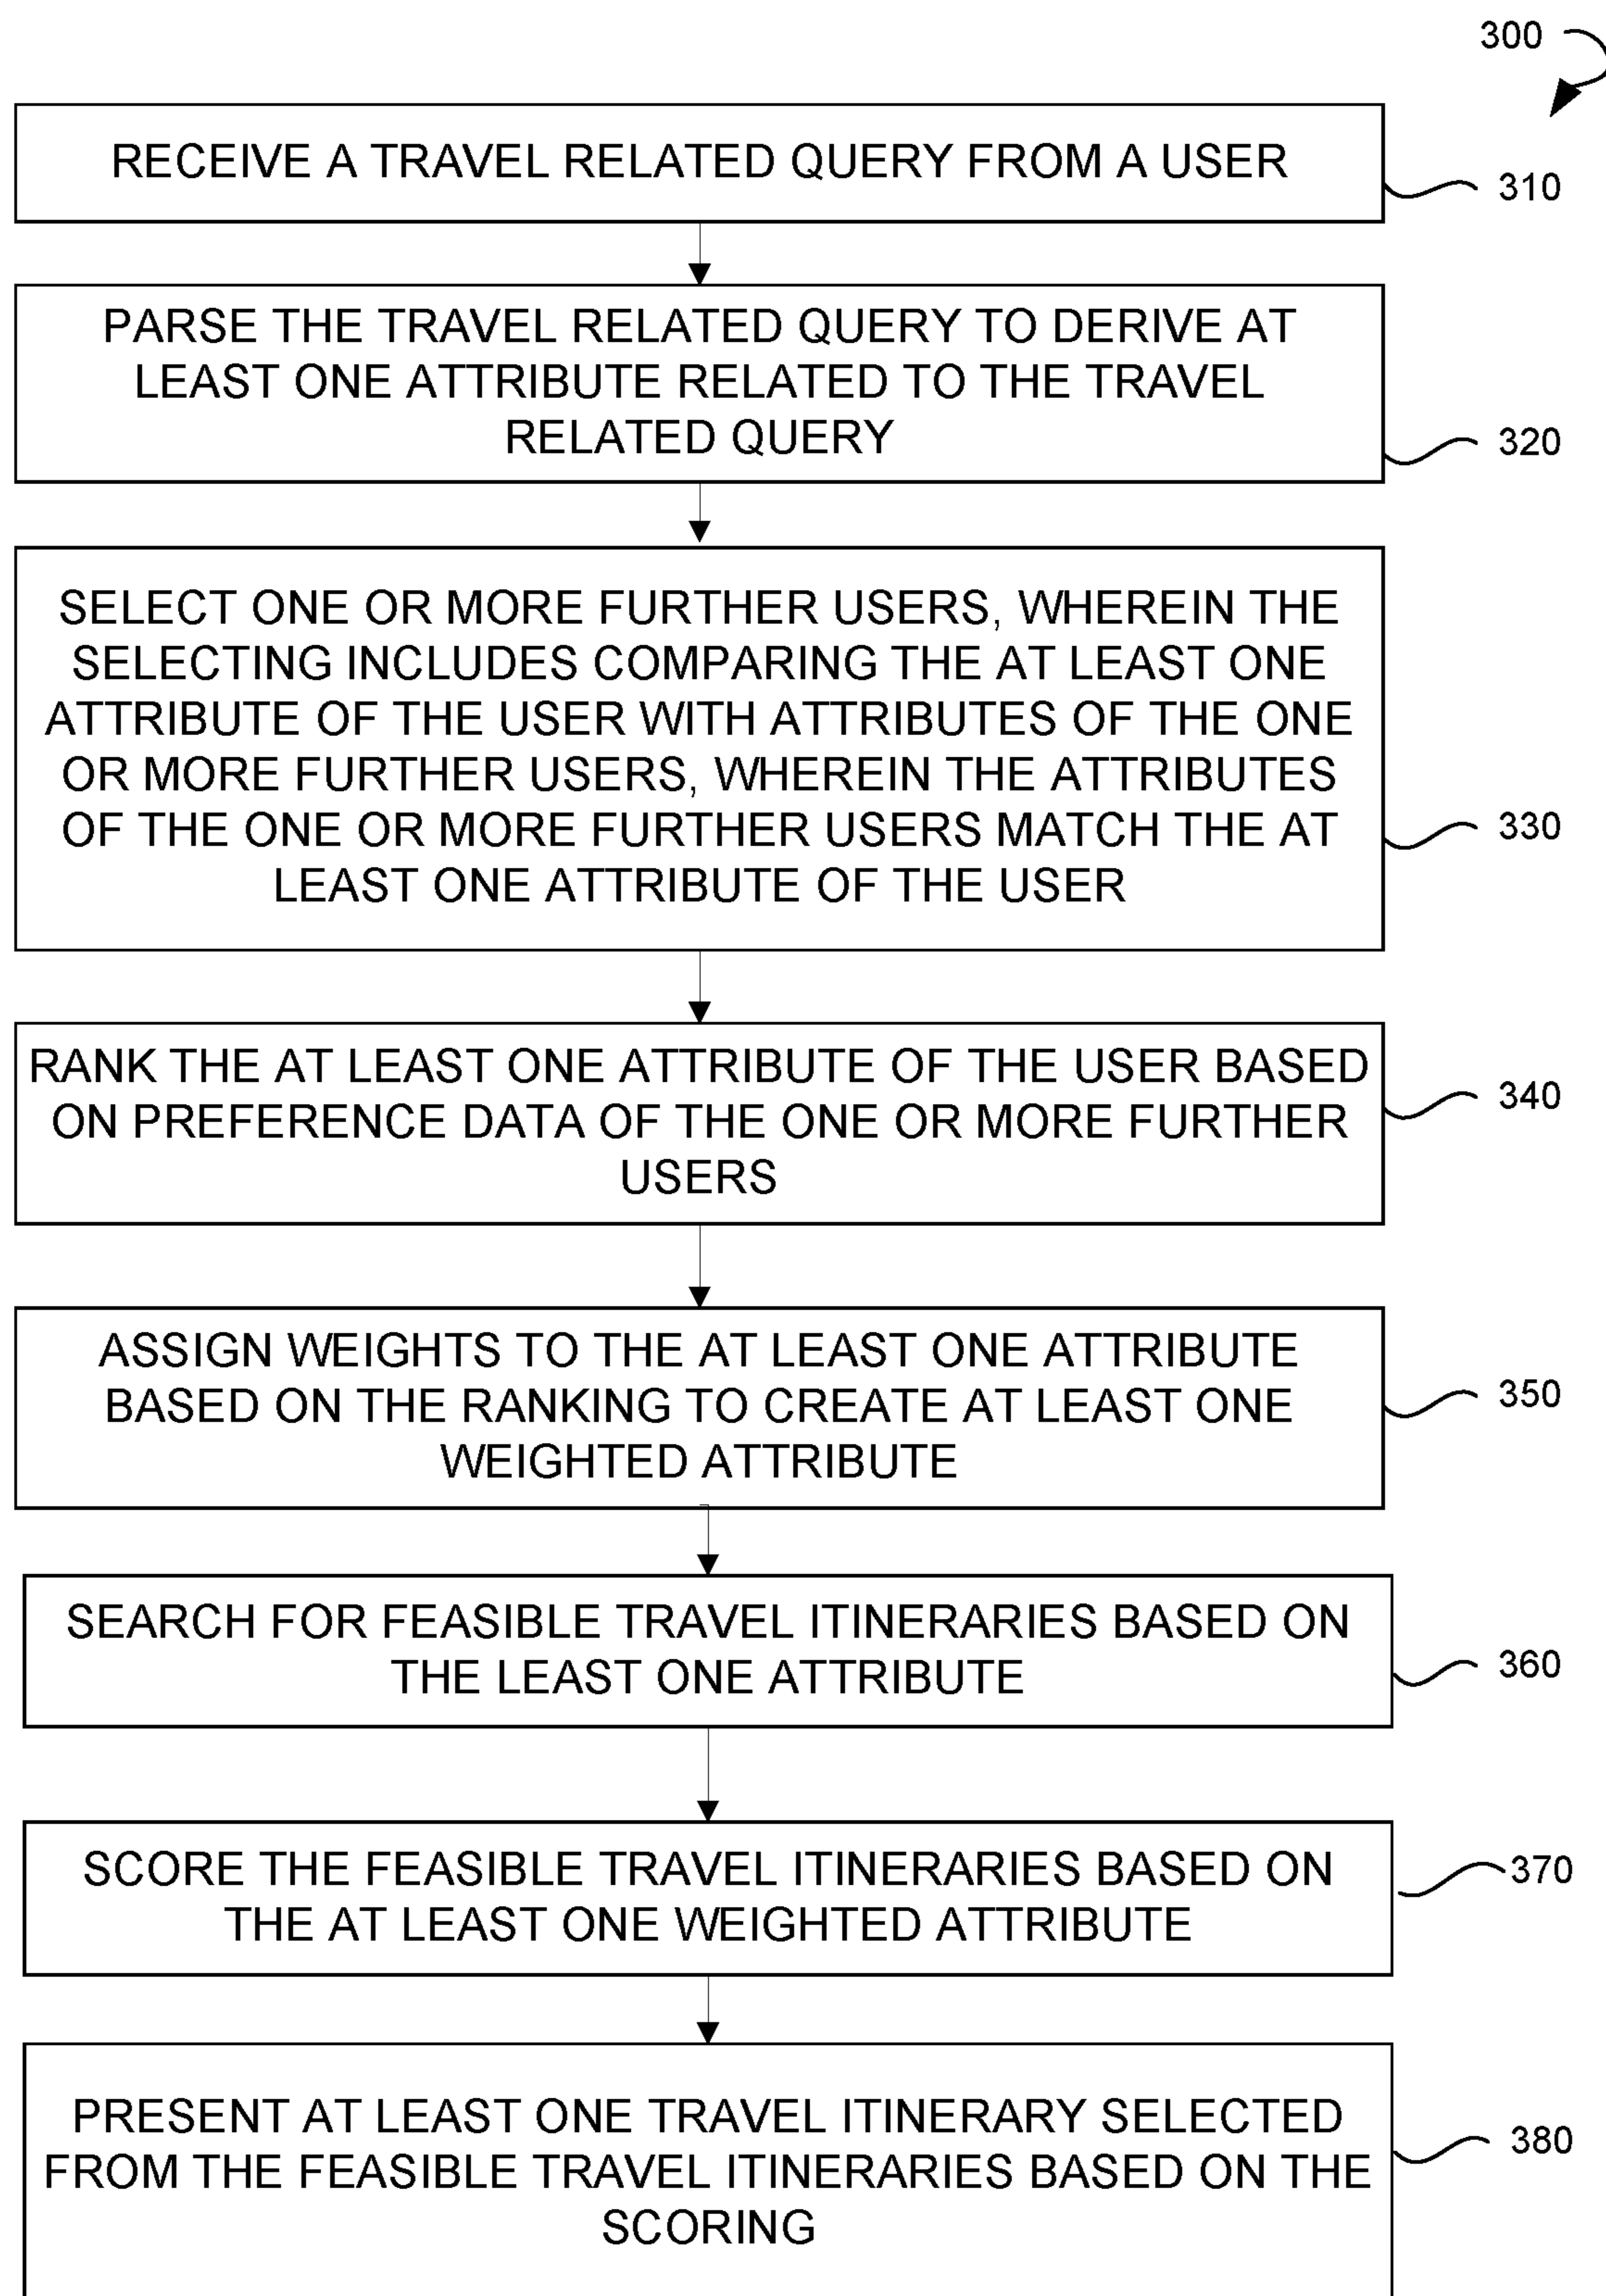 300
RECEIVE A TRAVEL RELATED QUERY FROM A USER
310
PARSE THE TRAVEL RELATED QUERY TO DERIVE AT
LEAST ONE ATTRIBUTE RELATED TO THE TRAVEL
RELATED QUERY
320
SELECT ONE OR MORE FURTHER USERS, WHEREIN THE
SELECTING INCLUDES COMPARING THE AT LEAST ONE
ATTRIBUTE OF THE USER WITH ATTRIBUTES OF THE ONE
OR MORE FURTHER USERS, WHEREIN THE ATTRIBUTES
OF THE ONE OR MORE FURTHER USERS MATCH THE AT
LEAST ONE ATTRIBUTE OF THE USER
330
RANK THE AT LEAST ONE ATTRIBUTE OF THE USER BASED
ON PREFERENCE DATA OF THE ONE OR MORE FURTHER
USERS
340
ASSIGN WEIGHTS TO THE AT LEAST ONE ATTRIBUTE
BASED ON THE RANKING TO CREATE AT LEAST ONE
WEIGHTED ATTRIBUTE
350
SEARCH FOR FEASIBLE TRAVEL ITINERARIES BASED ON
THE LEAST ONE ATTRIBUTE
360
SCORE THE FEASIBLE TRAVEL ITINERARIES BASED ON
THE AT LEAST ONE WEIGHTED ATTRIBUTE
370
PRESENT AT LEAST ONE TRAVEL ITINERARY SELECTED
FROM THE FEASIBLE TRAVEL ITINERARIES BASED ON THE
SCORING
380